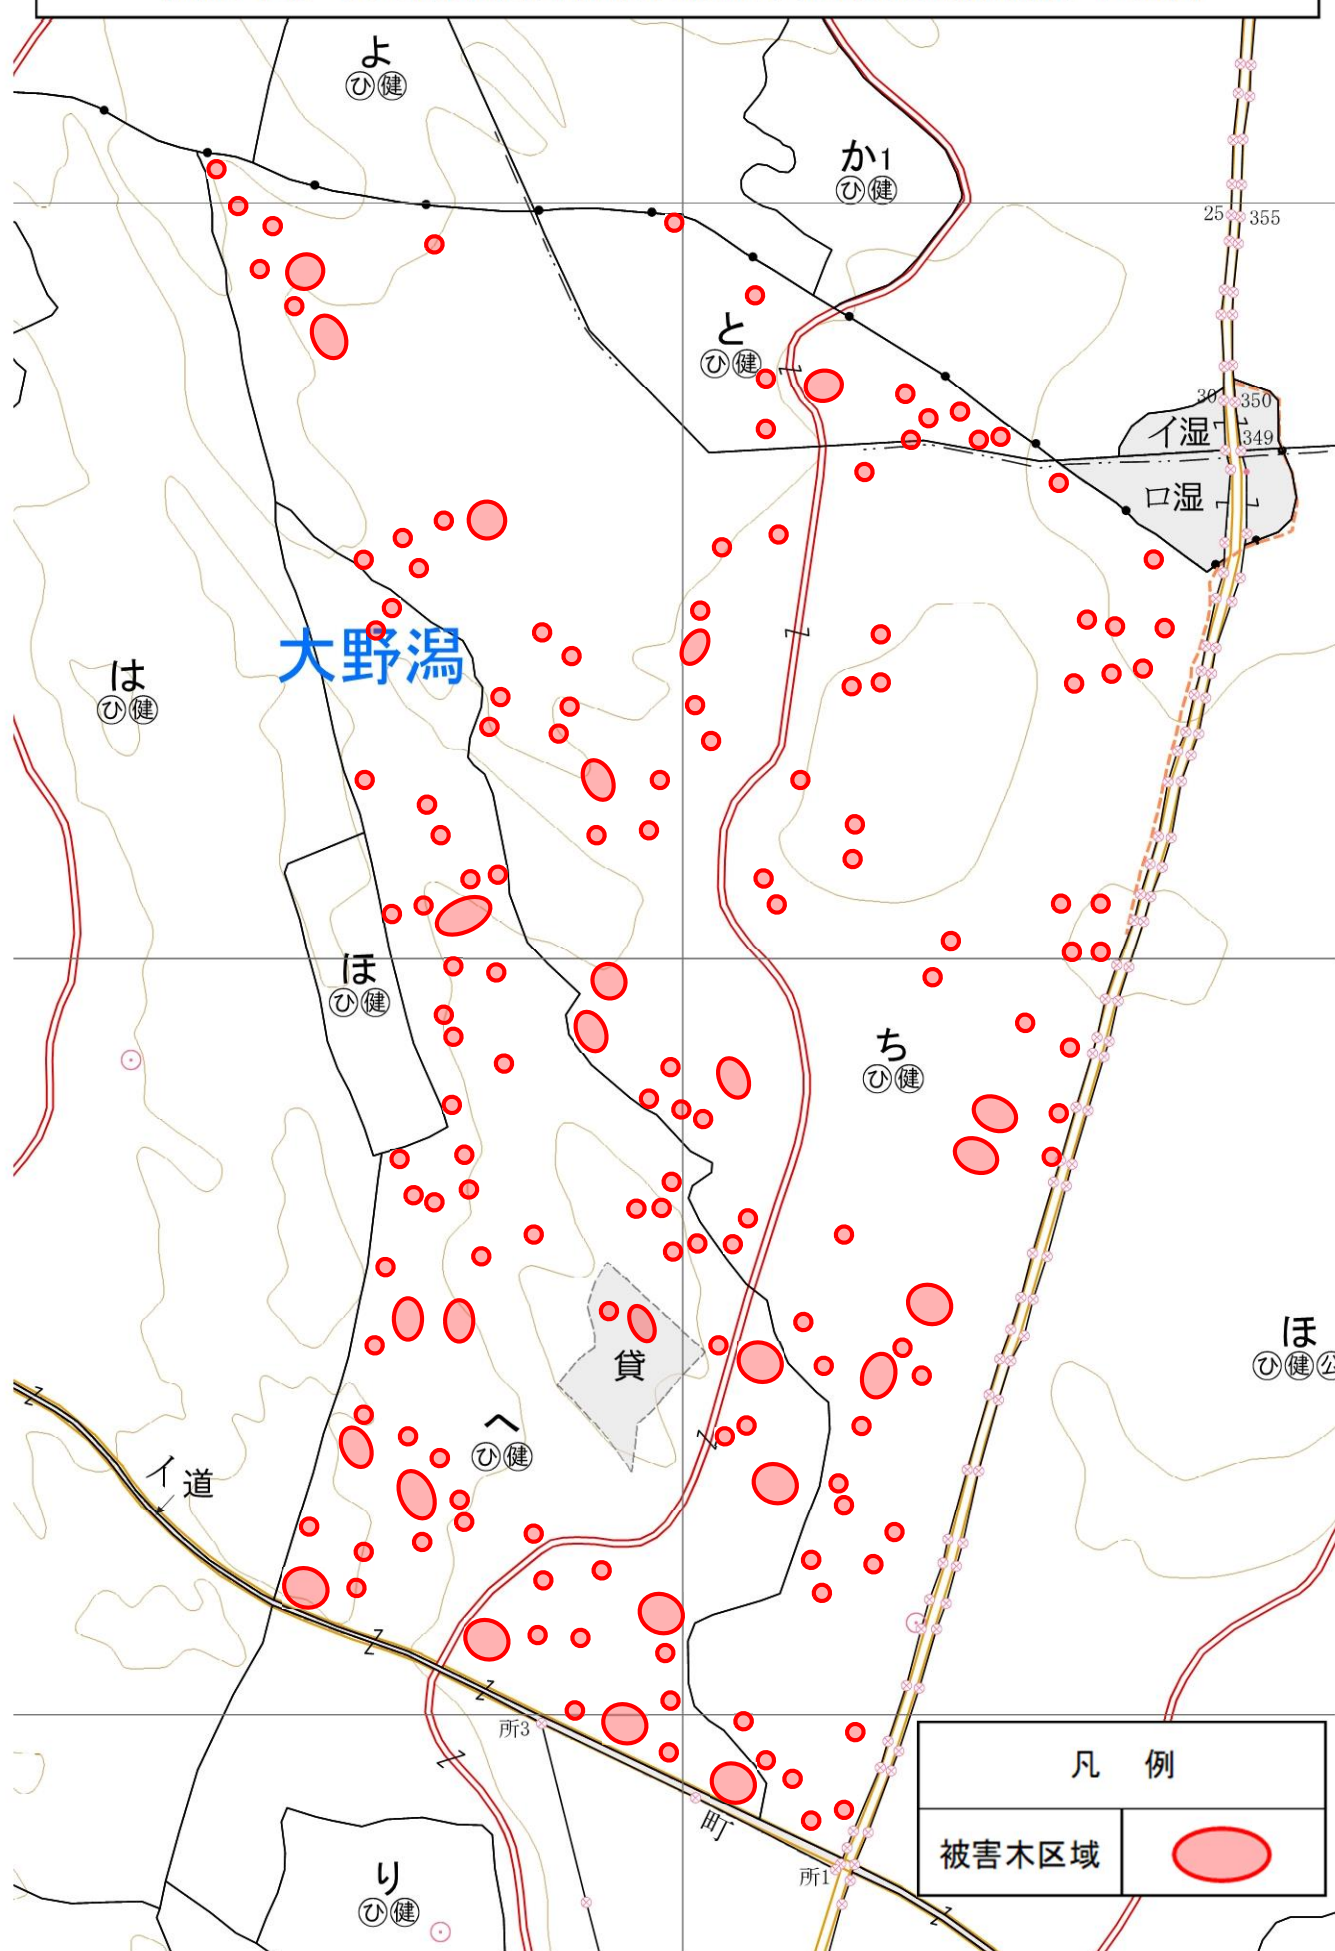 よ
ひ 健
か1
ひ 健
25 355
と
ひ 健
30 350
イ湿 349
ロ湿
大野潟
は
ひ 健
ほ
ひ 健
ち
ひ 健
ほ
ひ 健 公
貸
へ
ひ 健
イ道
所3
町
所1
り
ひ 健
凡 例
被害木区域